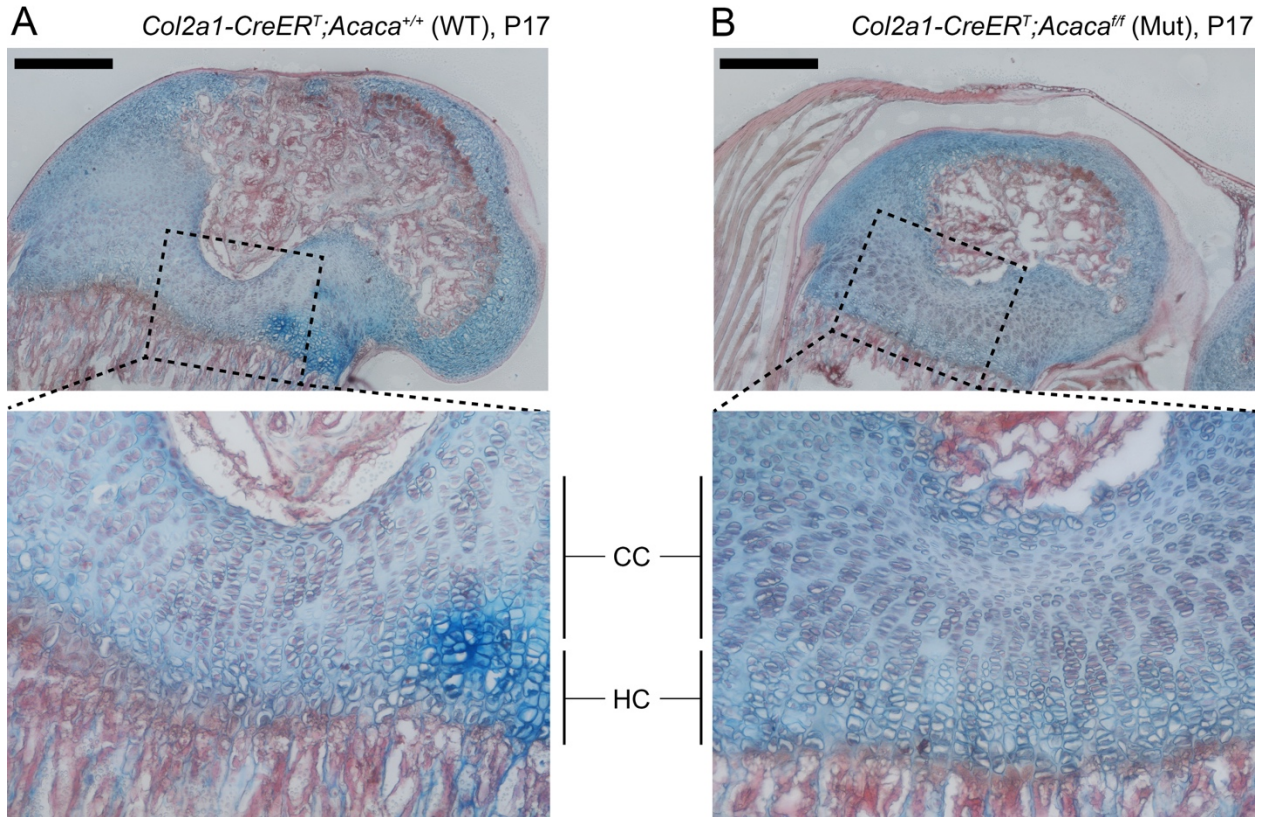 A Col2a1-CreERᵀ;Acaca⁺/⁺ (WT), P17
B Col2a1-CreERᵀ;Acacaᶠ/ᶠ (Mut), P17
CC
HC